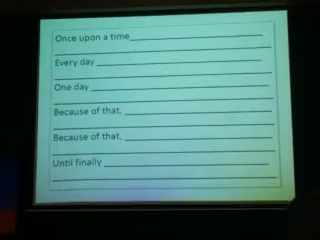 Once upon a time
Every day
One day
Because of that,
Because of that,
Until finally